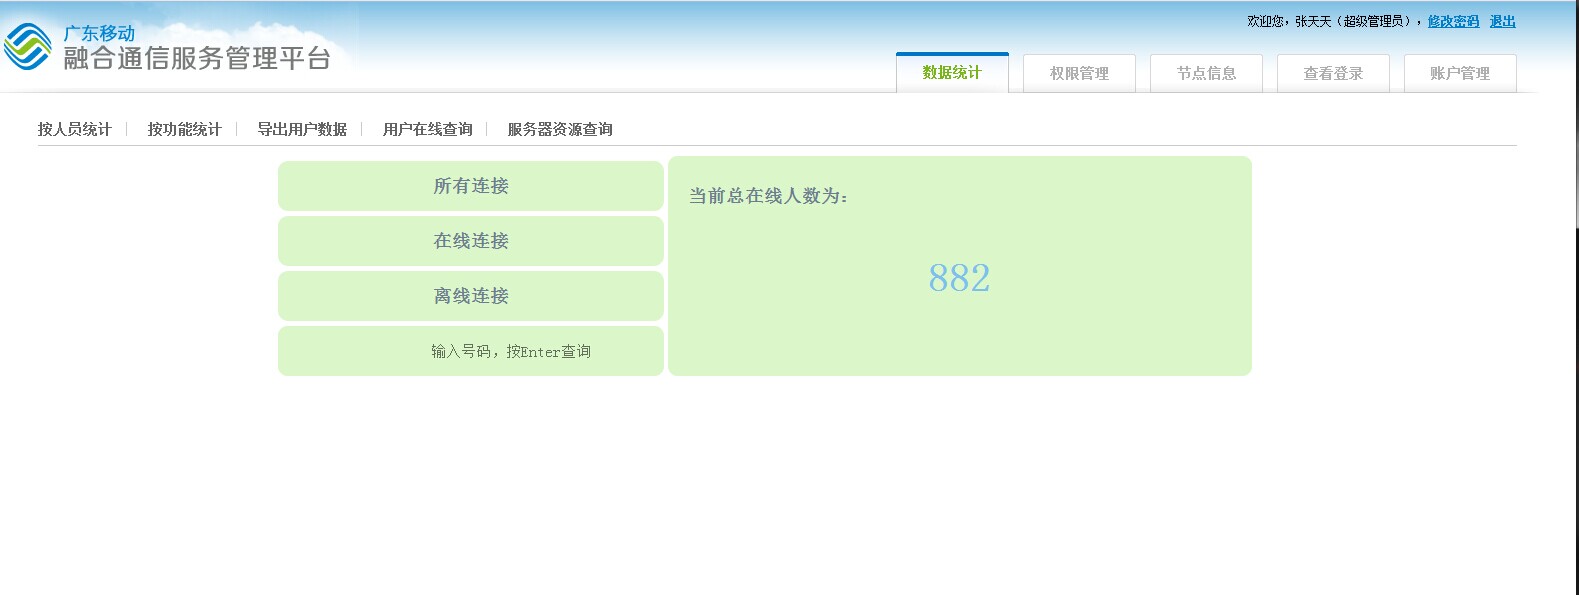 欢迎您，张天天（超级管理员），修改密码 退出
广东移动
融合通信服务管理平台
数据统计 权限管理 节点信息 查看登录 账户管理
按人员统计 按功能统计 导出用户数据 用户在线查询 服务器资源查询
所有连接
在线连接
离线连接
输入号码，按Enter查询
当前总在线人数为：
882